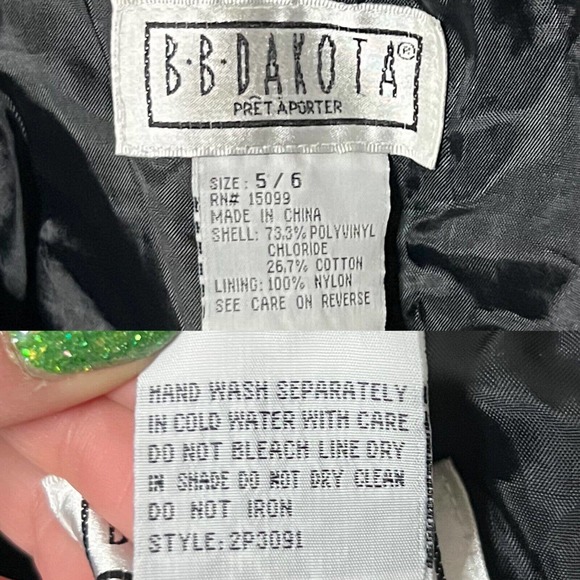 B·B·DAKOTA®
PRÊT À PORTER
SIZE: 5/6
RN# 15099
MADE IN CHINA
SHELL: 73.3% POLYVINYL
CHLORIDE
26.7% COTTON
LINING: 100% NYLON
SEE CARE ON REVERSE
HAND WASH SEPARATELY
IN COLD WATER WITH CARE
DO NOT BLEACH LINE DRY
IN SHADE DO NOT DRY CLEAN
DO NOT IRON
STYLE: 2P3091